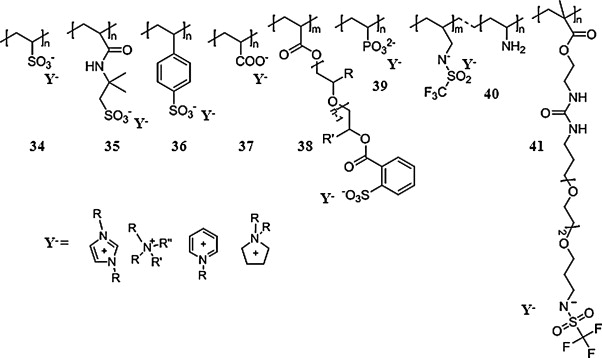 n
SO₃⁻
Y⁻
34
n
O
HN
SO₃⁻ Y⁻
35
n
SO₃⁻ Y⁻
36
n
COO⁻
Y⁻
37
m
O
O
R
O
R'
O
O
Y⁻ ⁻O₃S
38
n
PO₃²⁻
Y⁻
39
m
n
N⁻ Y⁻
NH₂
SO₂
F₃C
40
n
O
O
NH
O
NH
O
2
O
Y⁻
N⁻
O
S
O
F
F
F
41
Y⁻ =
R
N
+
N
R
R
N⁺
R''
R'
R
+
N
R
R
R
N
+